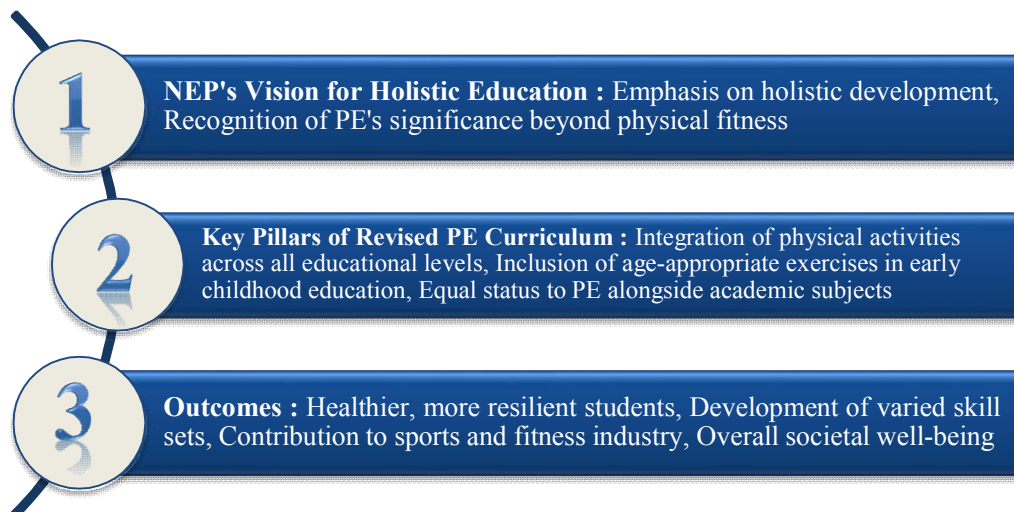 1
NEP's Vision for Holistic Education : Emphasis on holistic development,
Recognition of PE's significance beyond physical fitness
2
Key Pillars of Revised PE Curriculum : Integration of physical activities
across all educational levels, Inclusion of age-appropriate exercises in early
childhood education, Equal status to PE alongside academic subjects
3
Outcomes : Healthier, more resilient students, Development of varied skill
sets, Contribution to sports and fitness industry, Overall societal well-being